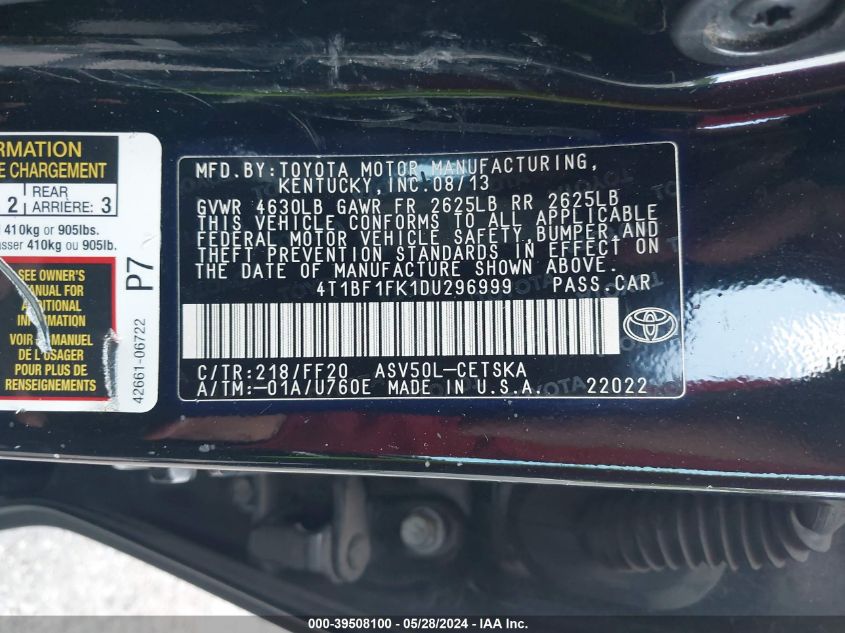 RMATION
E CHARGEMENT
2 REAR ARRIÈRE: 3
410kg or 905lbs.
asser 410kg ou 905lb.
SEE OWNER'S
MANUAL FOR
ADDITIONAL
INFORMATION
VOIR MANUEL
DE L'USAGER
POUR PLUS DE
RENSEIGNEMENTS
P7
42661-06722
MFD.BY:TOYOTA MOTOR MANUFACTURING,
KENTUCKY,INC.08/13
GVWR 4630LB GAWR FR 2625LB RR 2625LB
THIS VEHICLE CONFORMS TO ALL APPLICABLE
FEDERAL MOTOR VEHICLE SAFETY,BUMPER,AND
THEFT PREVENTION STANDARDS IN EFFECT ON
THE DATE OF MANUFACTURE SHOWN ABOVE.
4T1BF1FK1DU296999 PASS.CAR
C/TR:218/FF20 ASV50L-CETSKA
A/TM:-01A/U760E MADE IN U.S.A. 22022
000-39508100 - 05/28/2024 - IAA Inc.